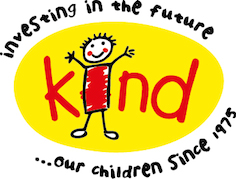 investing in the future
kind
...our children since 1975